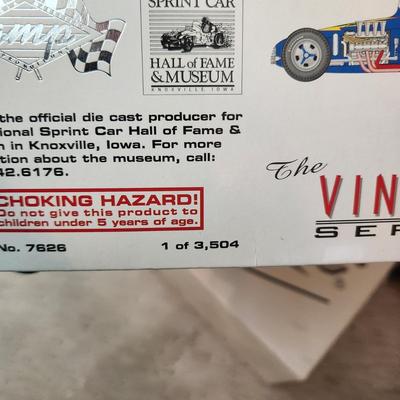 SPRINT CAR
HALL OF FAME
& MUSEUM
KNOXVILLE, IOWA
the official die cast producer for
ional Sprint Car Hall of Fame &
n in Knoxville, Iowa. For more
tion about the museum, call:
42.6176.
The
VIN
SER
CHOKING HAZARD!
Do not give this product to
children under 5 years of age.
No. 7626
1 of 3,504